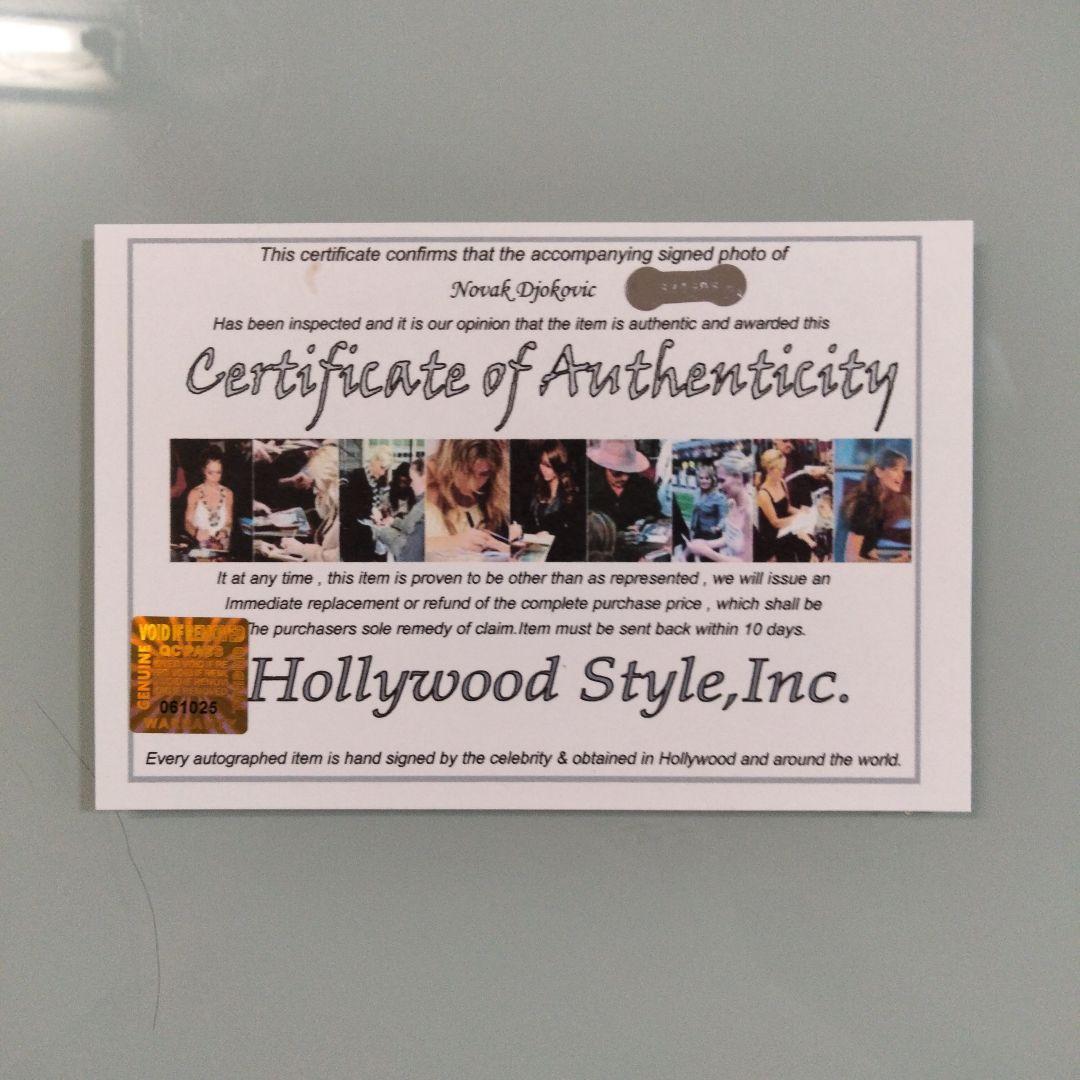 This certificate confirms that the accompanying signed photo of
Novak Djokovic
Has been inspected and it is our opinion that the item is authentic and awarded this
Certificate of Authenticity
It at any time , this item is proven to be other than as represented , we will issue an
Immediate replacement or refund of the complete purchase price , which shall be
The purchasers sole remedy of claim.Item must be sent back within 10 days.
VOID IF REMOVED
QC PASS
GENUINE
061025
Hollywood Style,Inc.
Every autographed item is hand signed by the celebrity & obtained in Hollywood and around the world.